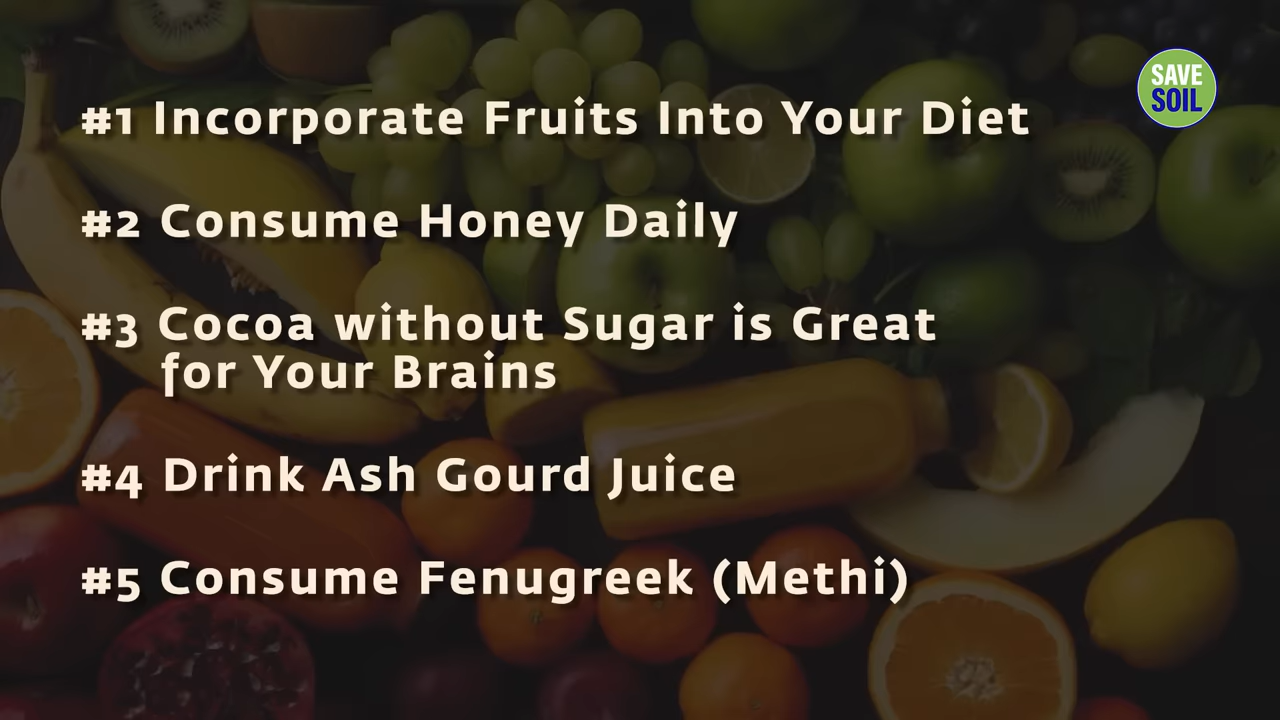 #1 Incorporate Fruits Into Your Diet
SAVE
SOIL
#2 Consume Honey Daily
#3 Cocoa without Sugar is Great
for Your Brains
#4 Drink Ash Gourd Juice
#5 Consume Fenugreek (Methi)